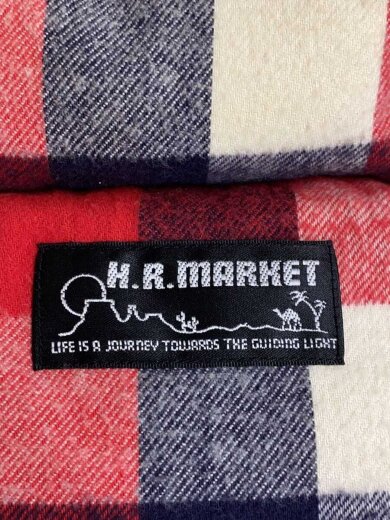 H.R.MARKET
LIFE IS A JOURNEY TOWARDS THE GUIDING LIGHT